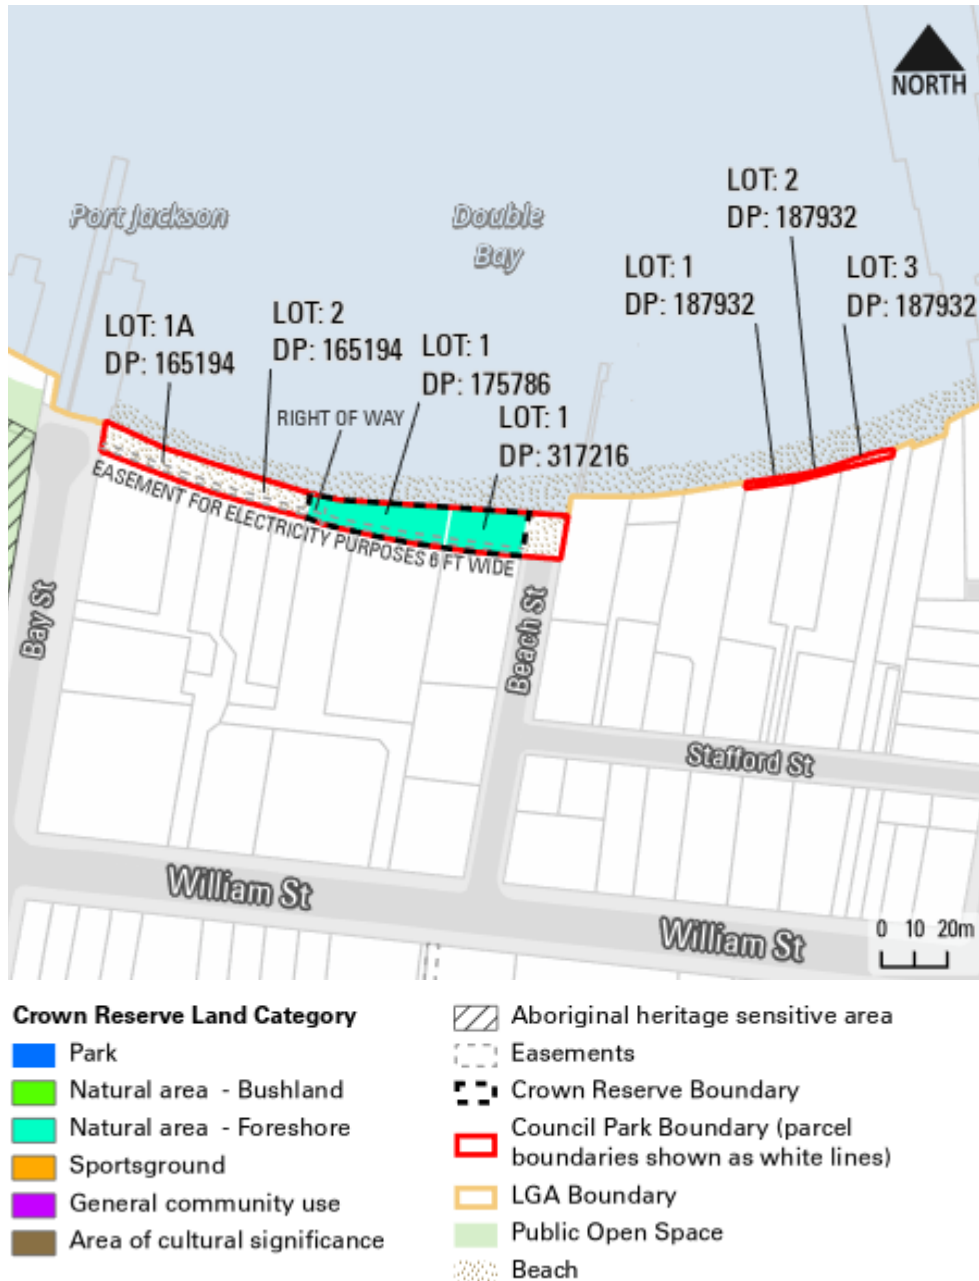 NORTH
LOT: 2
DP: 187932
Port Jackson
Double
Bay
LOT: 1
DP: 187932
LOT: 3
DP: 187932
LOT: 1A
DP: 165194
LOT: 2
DP: 165194
LOT: 1
DP: 175786
RIGHT OF WAY
LOT: 1
DP: 317216
EASEMENT FOR ELECTRICITY PURPOSES 6 FT WIDE
Bay St
Beach St
Stafford St
William St
William St
0 10 20m
Crown Reserve Land Category
Park
Natural area - Bushland
Natural area - Foreshore
Sportsground
General community use
Area of cultural significance
Aboriginal heritage sensitive area
Easements
Crown Reserve Boundary
Council Park Boundary (parcel
boundaries shown as white lines)
LGA Boundary
Public Open Space
Beach